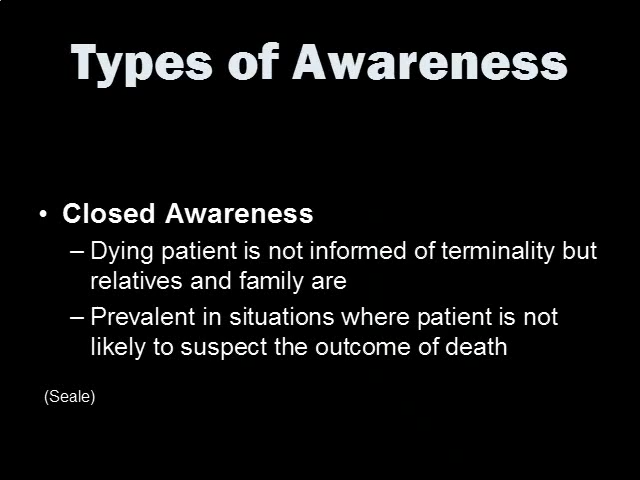 Types of Awareness
• Closed Awareness
– Dying patient is not informed of terminality but
relatives and family are
– Prevalent in situations where patient is not
likely to suspect the outcome of death
(Seale)